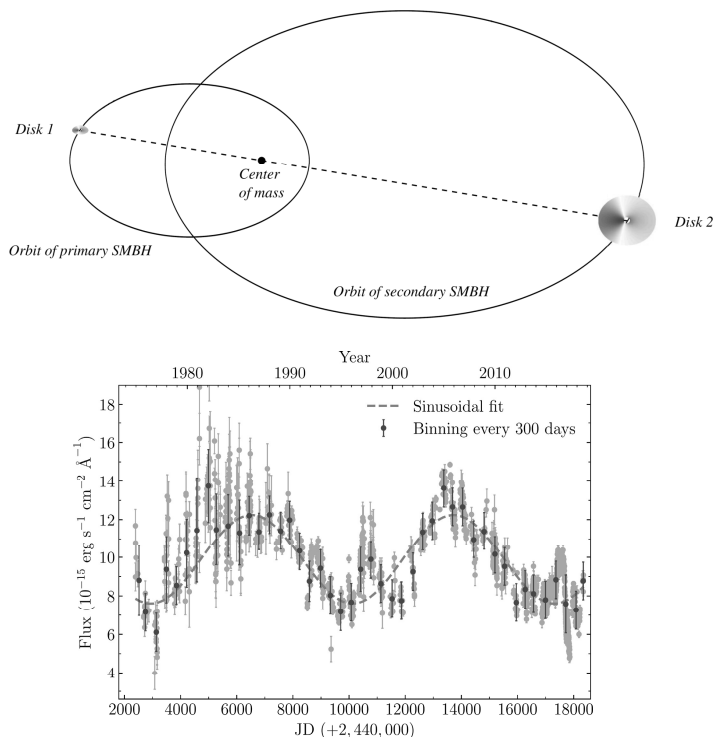 Disk 1
Center
of mass
Disk 2
Orbit of primary SMBH
Orbit of secondary SMBH
Year
1980 1990 2000 2010
Sinusoidal fit
Binning every 300 days
Flux (10⁻¹⁵ erg s⁻¹ cm⁻² Å⁻¹)
18
16
14
12
10
8
6
4
2000 4000 6000 8000 10000 12000 14000 16000 18000
JD (+2,440,000)